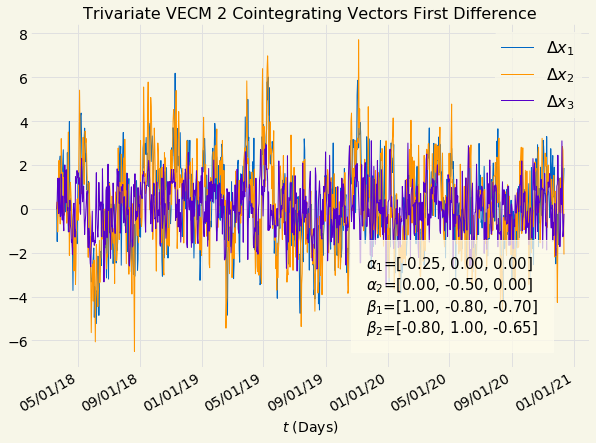 Trivariate VECM 2 Cointegrating Vectors First Difference
8
6
4
2
0
−2
−4
−6
Δx₁
Δx₂
Δx₃
α₁=[-0.25, 0.00, 0.00]
α₂=[0.00, -0.50, 0.00]
β₁=[1.00, -0.80, -0.70]
β₂=[-0.80, 1.00, -0.65]
05/01/18 09/01/18 01/01/19 05/01/19 09/01/19 01/01/20 05/01/20 09/01/20 01/01/21
t (Days)